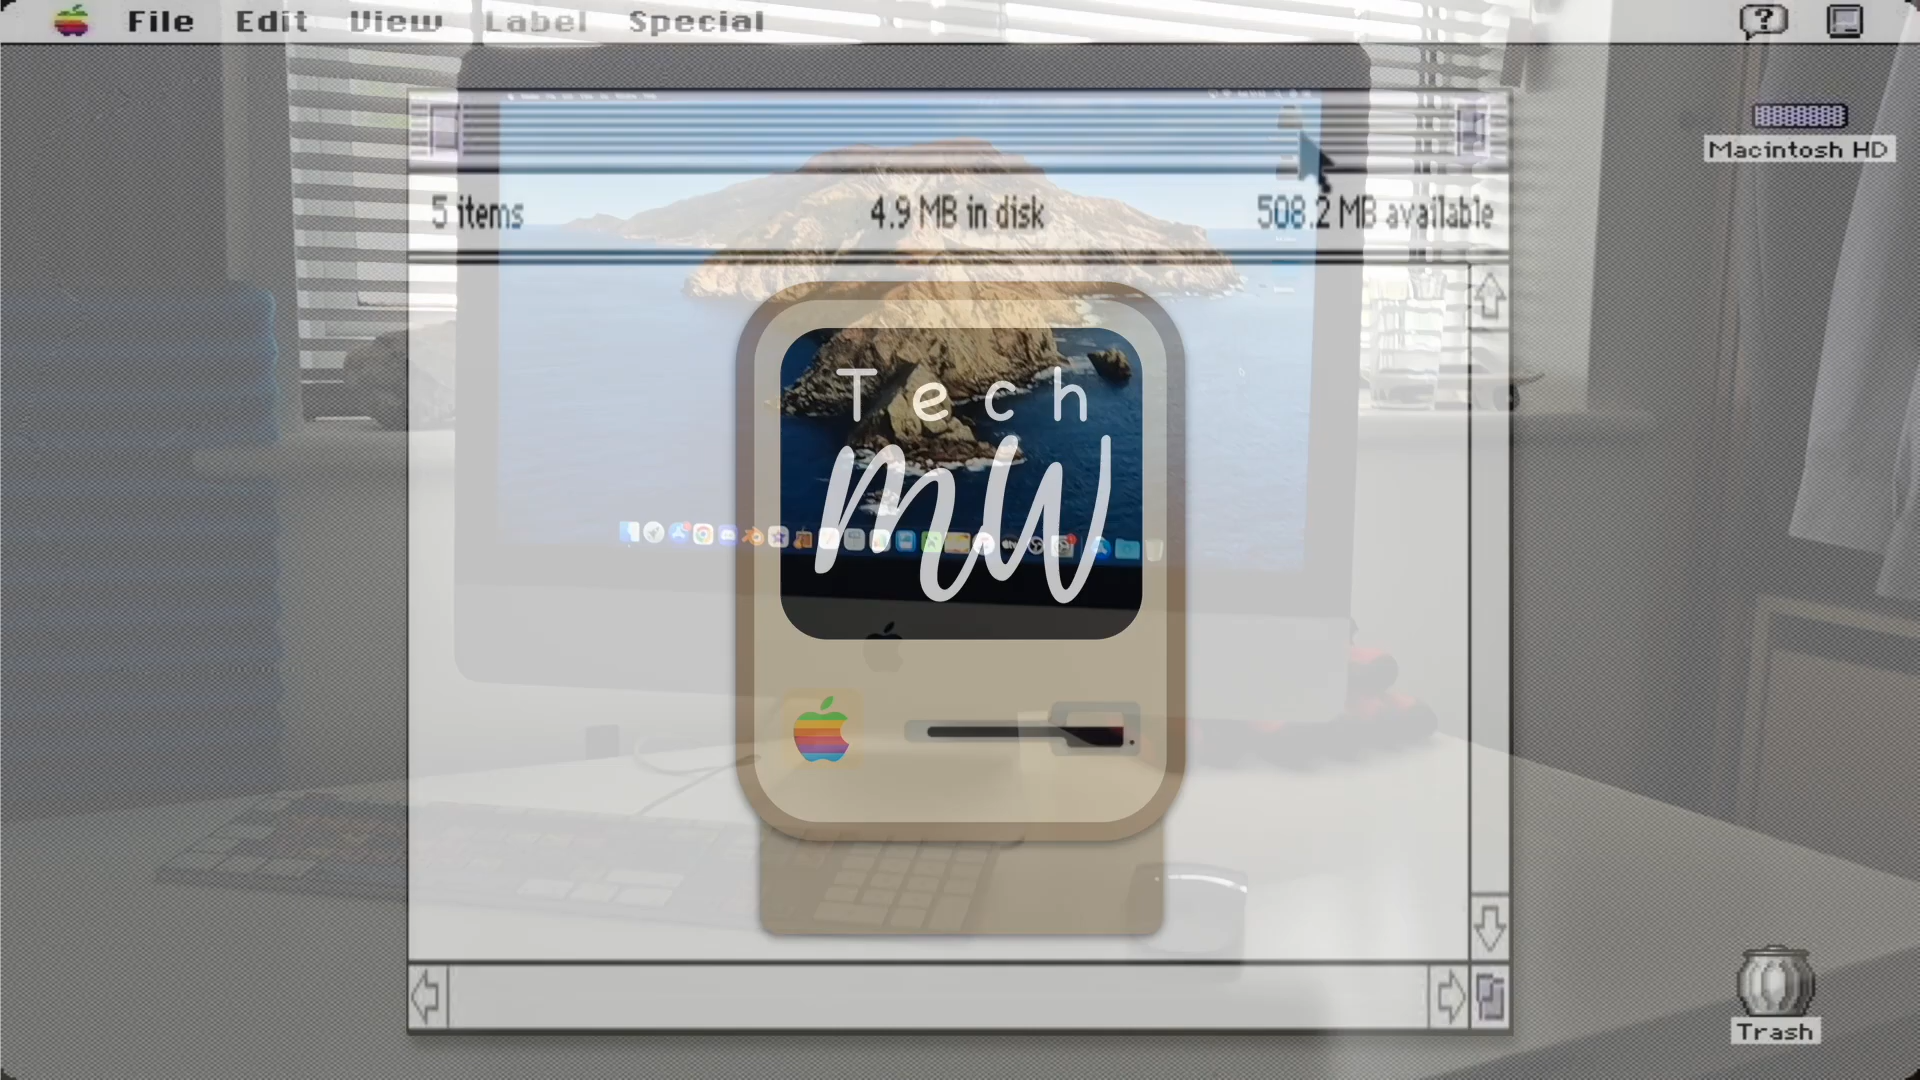 File Edit View Label Special
Macintosh HD
5 items 4.9 MB in disk 508.2 MB available
Tech
mw
Trash